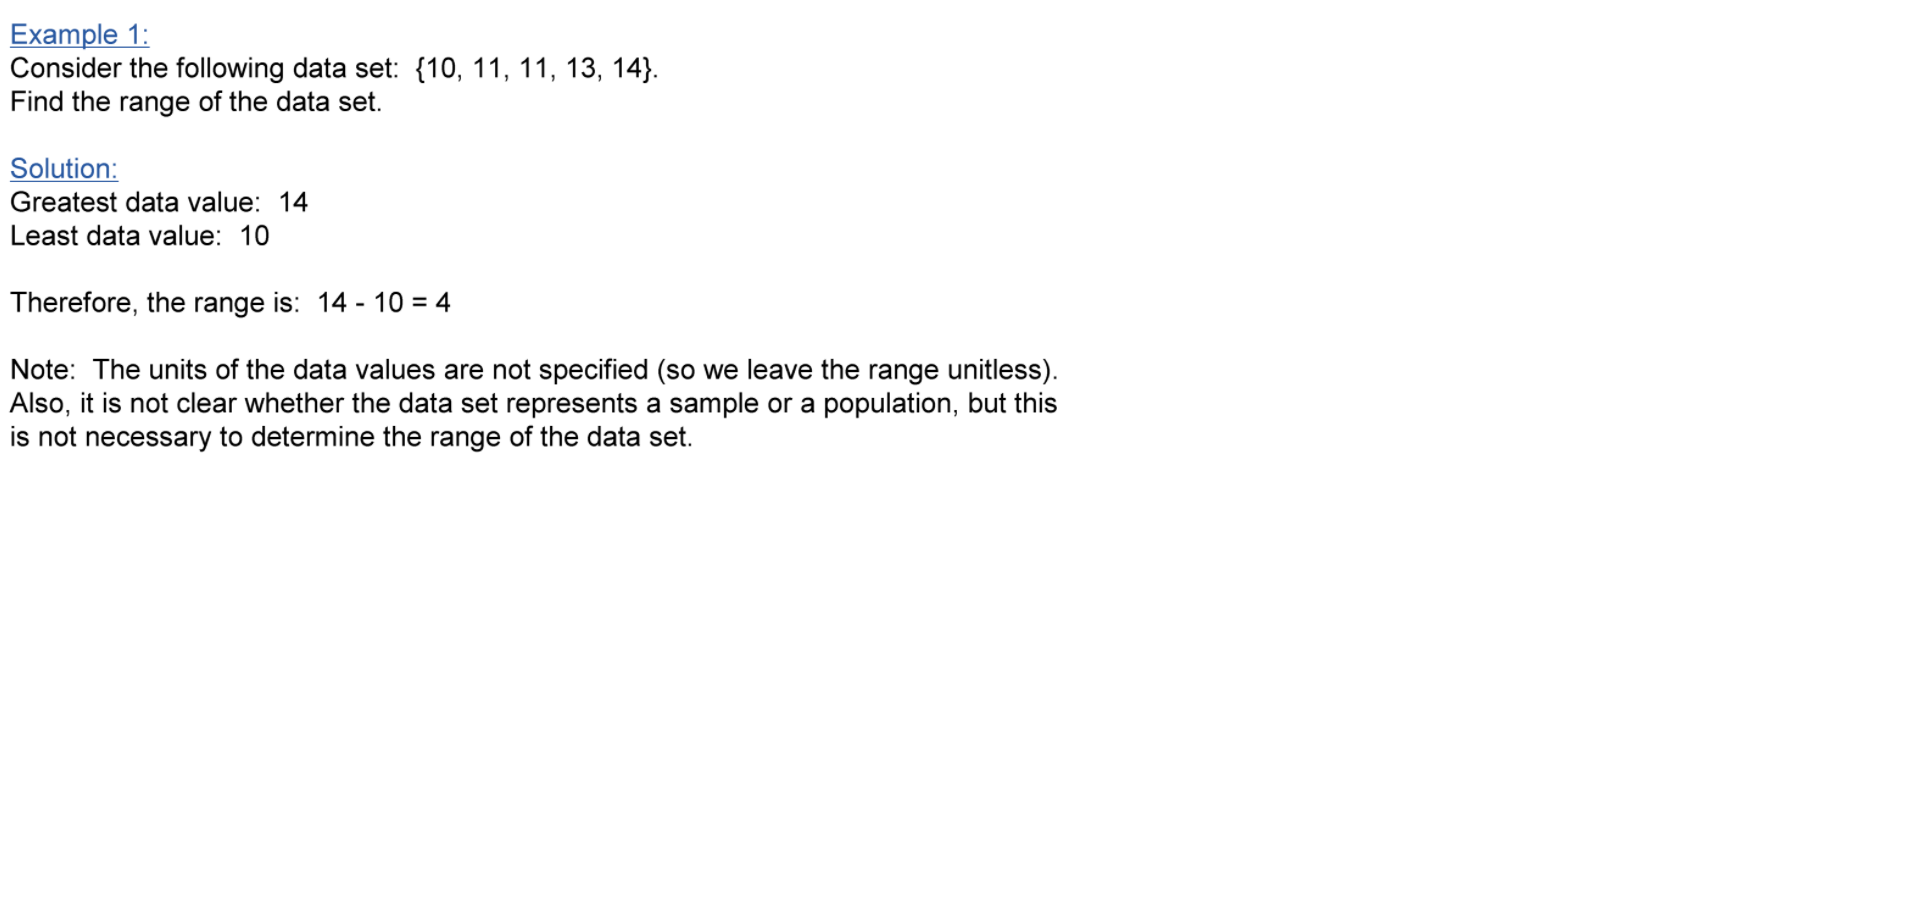 Example 1:
Consider the following data set:  {10, 11, 11, 13, 14}.
Find the range of the data set.
Solution:
Greatest data value:  14
Least data value:  10
Therefore, the range is:  14 - 10 = 4
Note:  The units of the data values are not specified (so we leave the range unitless).
Also, it is not clear whether the data set represents a sample or a population, but this
is not necessary to determine the range of the data set.